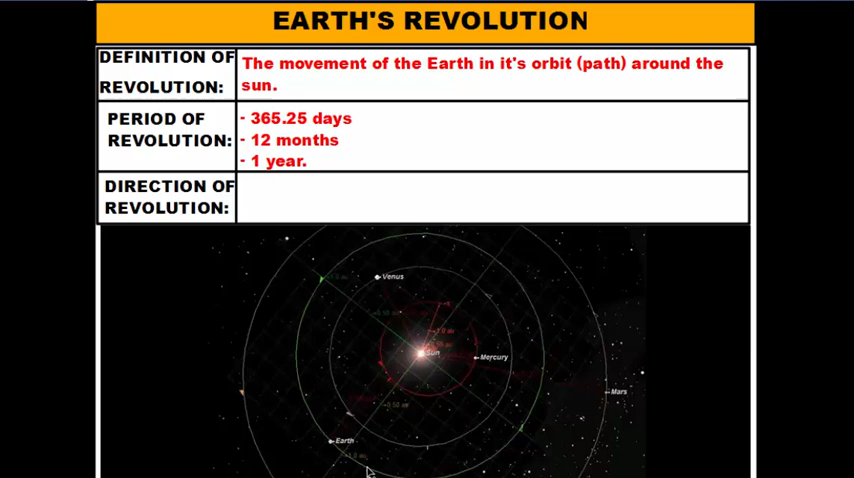 EARTH'S REVOLUTION
DEFINITION OF
REVOLUTION:
The movement of the Earth in it's orbit (path) around the
sun.
PERIOD OF
REVOLUTION:
- 365.25 days
- 12 months
- 1 year.
DIRECTION OF
REVOLUTION:
Venus
Sun
Mercury
Mars
Earth